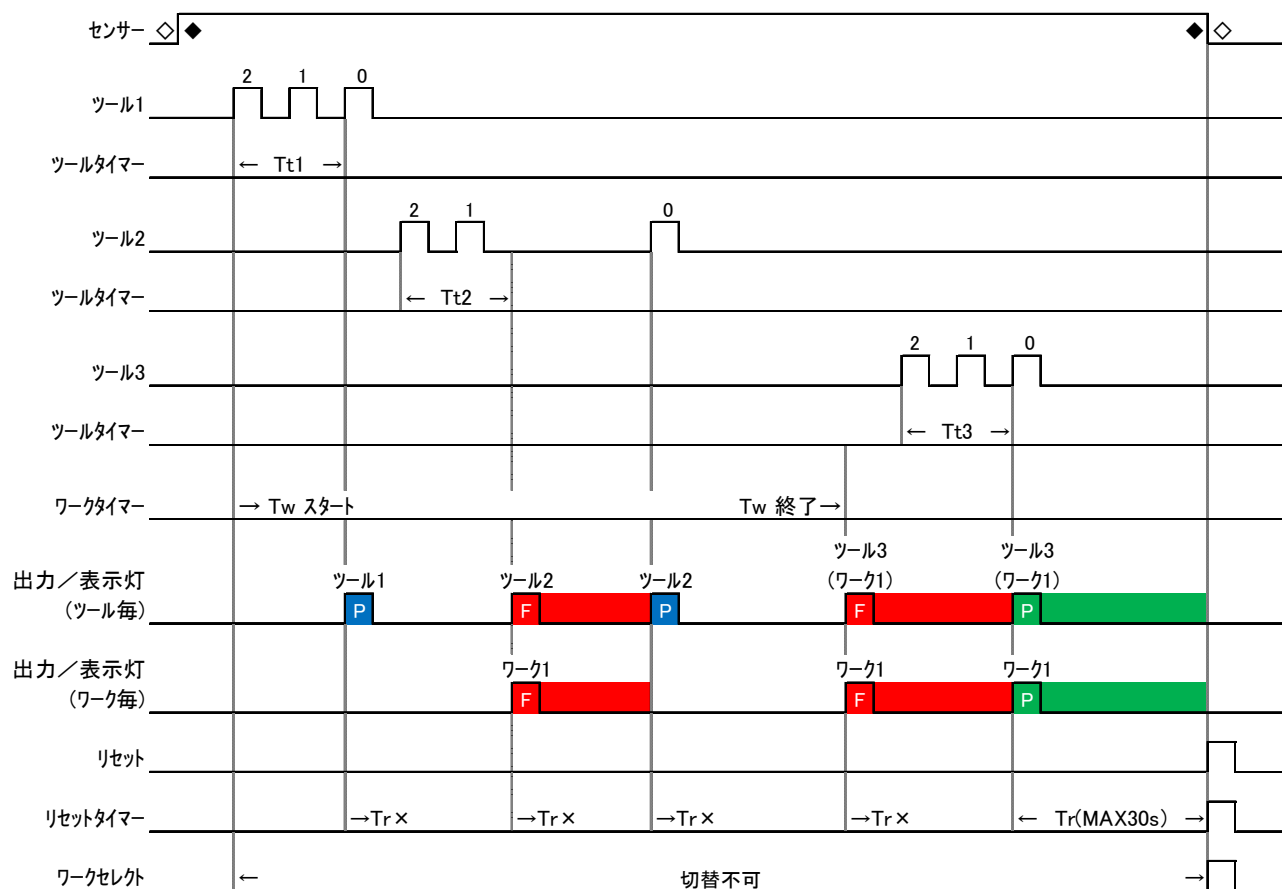 センサー ◇ ◆ ◆ ◇
2 1 0
ツール1
ツールタイマー ← Tt1 →
2 1 0
ツール2
ツールタイマー ← Tt2 →
2 1 0
ツール3
ツールタイマー ← Tt3 →
ワークタイマー → Tw スタート Tw 終了→
ツール3 ツール3
出力/表示灯 ツール1 ツール2 ツール2 (ワーク1) (ワーク1)
(ツール毎) P F P F P
出力/表示灯 ワーク1 ワーク1 ワーク1
(ワーク毎) F F P
リセット
リセットタイマー →Tr× →Tr× →Tr× →Tr× ← Tr(MAX30s) →
ワークセレクト ← 切替不可 →